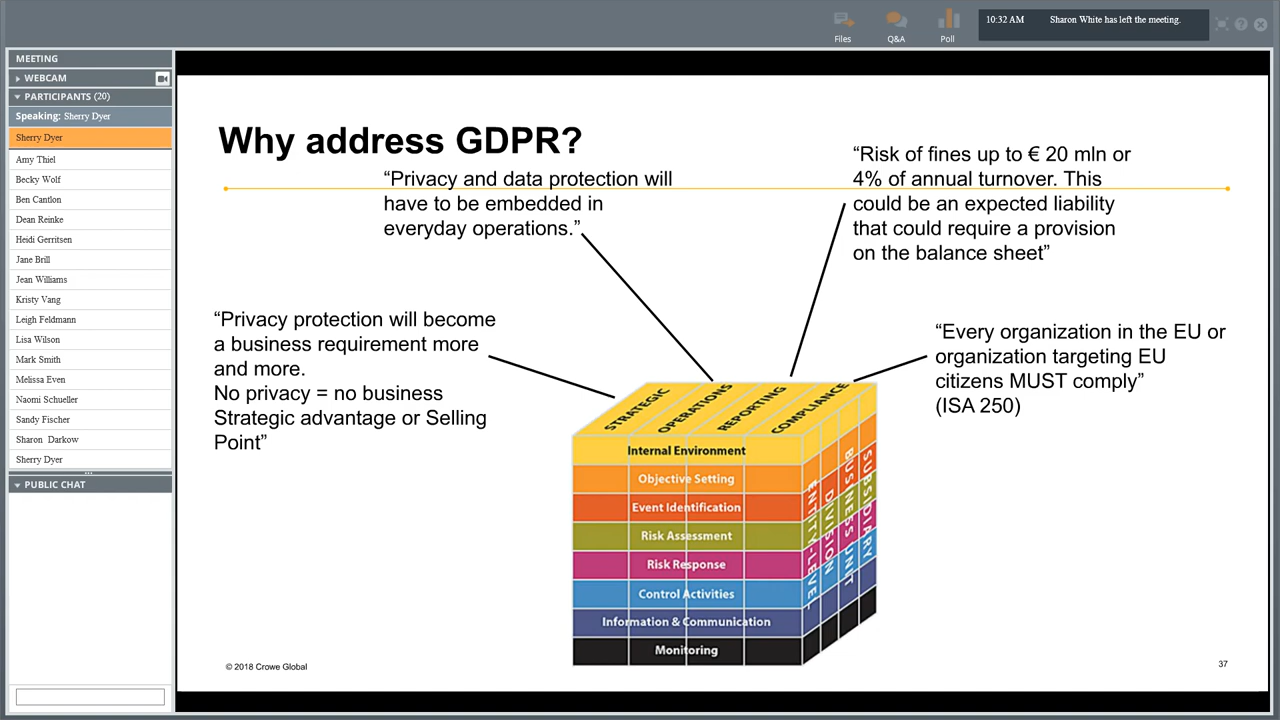 Files
Q&A
Poll
10:32 AM Sharon White has left the meeting.
MEETING
WEBCAM
PARTICIPANTS (20)
Speaking: Sherry Dyer
Sherry Dyer
Amy Thiel
Becky Wolf
Ben Cantlon
Dean Reinke
Heidi Gerritsen
Jane Brill
Jean Williams
Kristy Vang
Leigh Feldmann
Lisa Wilson
Mark Smith
Melissa Even
Naomi Schueller
Sandy Fischer
Sharon Darkow
Sherry Dyer
PUBLIC CHAT
Why address GDPR?
“Privacy and data protection will
have to be embedded in
everyday operations.”
“Risk of fines up to € 20 mln or
4% of annual turnover. This
could be an expected liability
that could require a provision
on the balance sheet”
“Privacy protection will become
a business requirement more
and more.
No privacy = no business
Strategic advantage or Selling
Point”
“Every organization in the EU or
organization targeting EU
citizens MUST comply”
(ISA 250)
STRATEGIC
OPERATIONS
REPORTING
COMPLIANCE
Internal Environment
Objective Setting
Event Identification
Risk Assessment
Risk Response
Control Activities
Information & Communication
Monitoring
ENTITY-LEVEL
DIVISION
BUSINESS UNIT
SUBSIDIARY
© 2018 Crowe Global
37